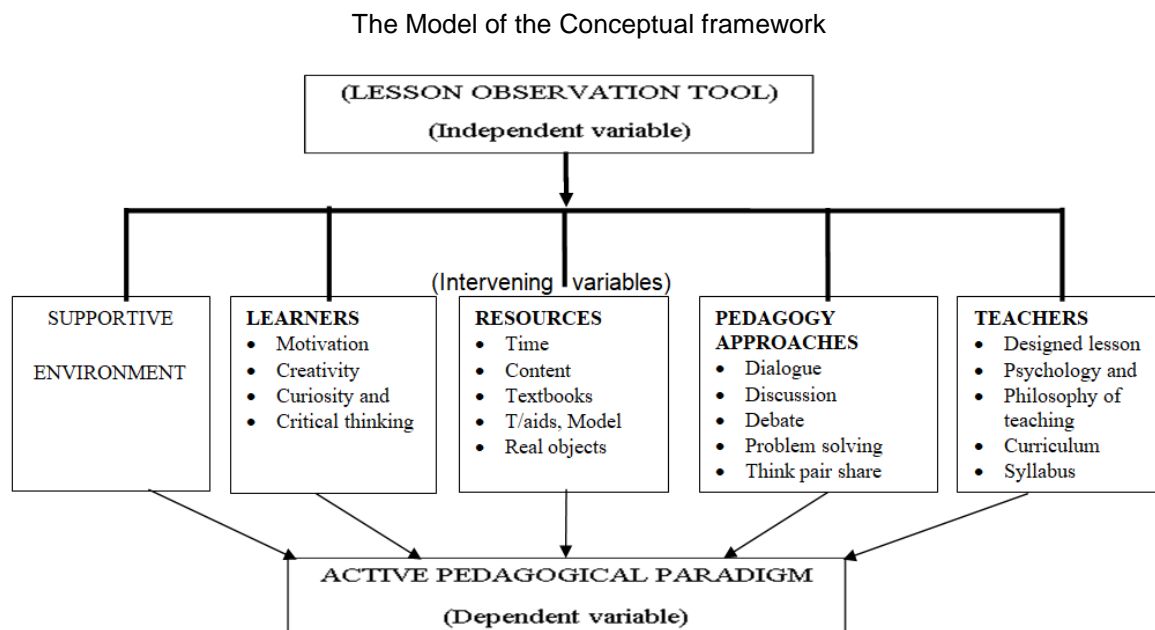 The Model of the Conceptual framework
(LESSON OBSERVATION TOOL)
(Independent variable)
(Intervening variables)
SUPPORTIVE
ENVIRONMENT
LEARNERS
• Motivation
• Creativity
• Curiosity and
• Critical thinking
RESOURCES
• Time
• Content
• Textbooks
• T/aids, Model
• Real objects
PEDAGOGY
APPROACHES
• Dialogue
• Discussion
• Debate
• Problem solving
• Think pair share
TEACHERS
• Designed lesson
• Psychology and
• Philosophy of
teaching
• Curriculum
• Syllabus
ACTIVE PEDAGOGICAL PARADIGM
(Dependent variable)